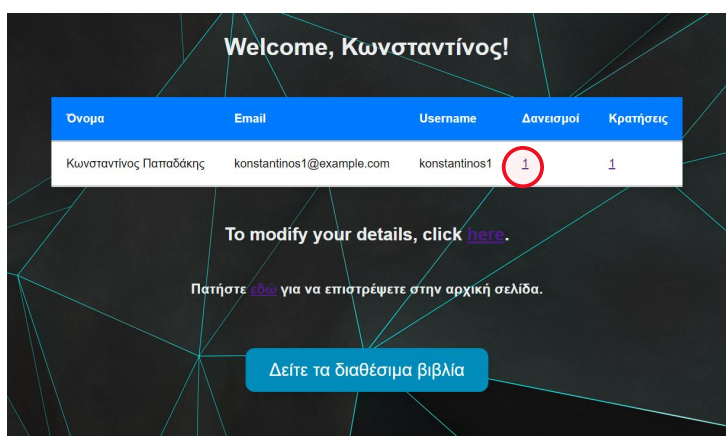 Welcome, Κωνσταντίνος!
Όνομα Email Username Δανεισμοί Κρατήσεις
Κωνσταντίνος Παπαδάκης konstantinos1@example.com konstantinos1 1 1
To modify your details, click here.
Πατήστε εδώ για να επιστρέψετε στην αρχική σελίδα.
Δείτε τα διαθέσιμα βιβλία